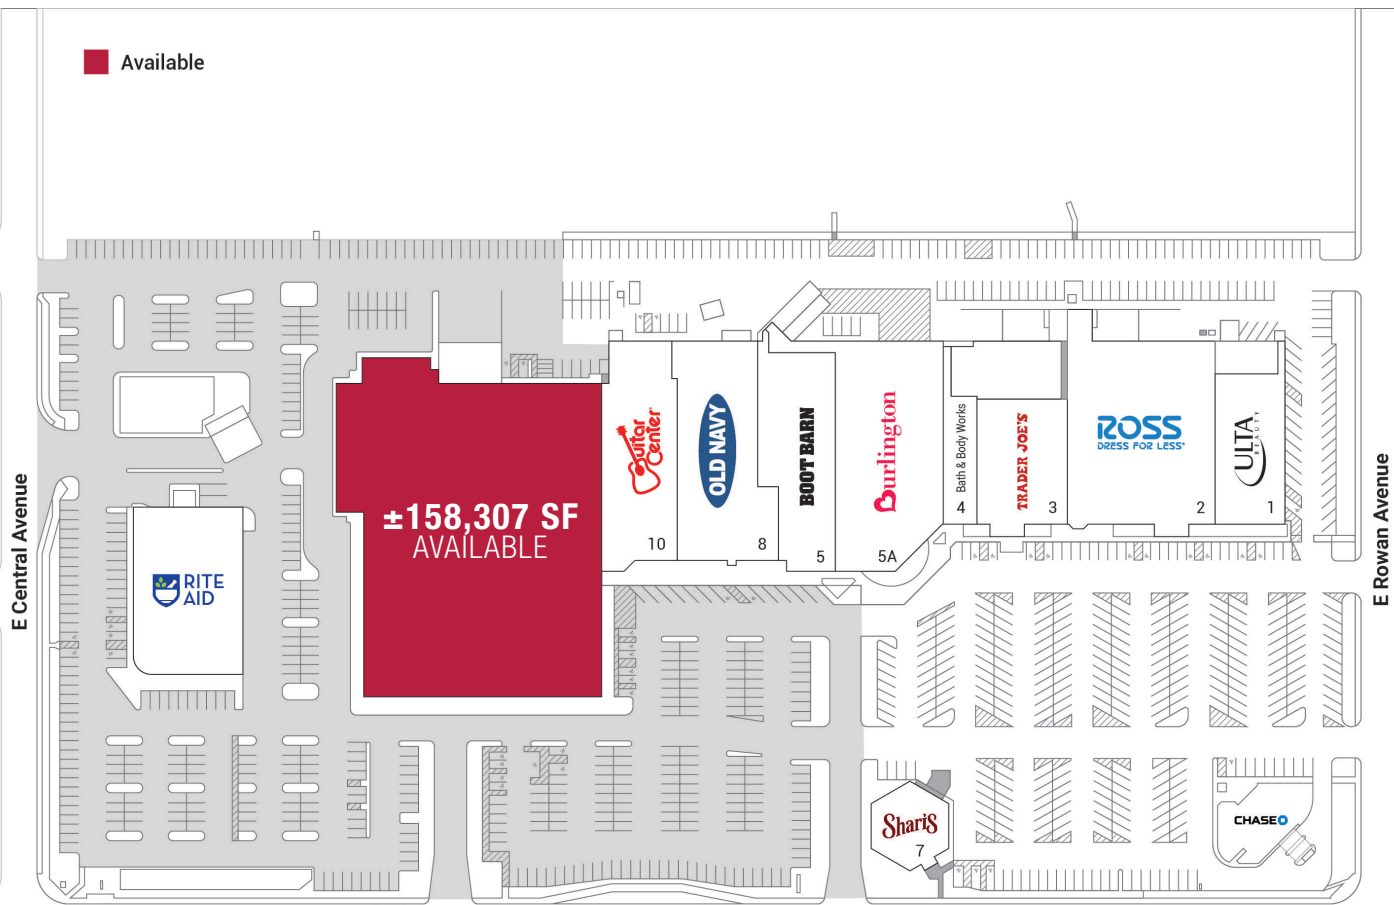 Available
E Central Avenue
RITE
AID
±158,307 SF
AVAILABLE
Guitar
Center
10
OLD NAVY
8
BOOT BARN
5
Burlington
5A
Bath & Body Works
4
TRADER JOE'S
3
ROSS
DRESS FOR LESS
2
ULTA
BEAUTY
1
E Rowan Avenue
Sharis
7
CHASE